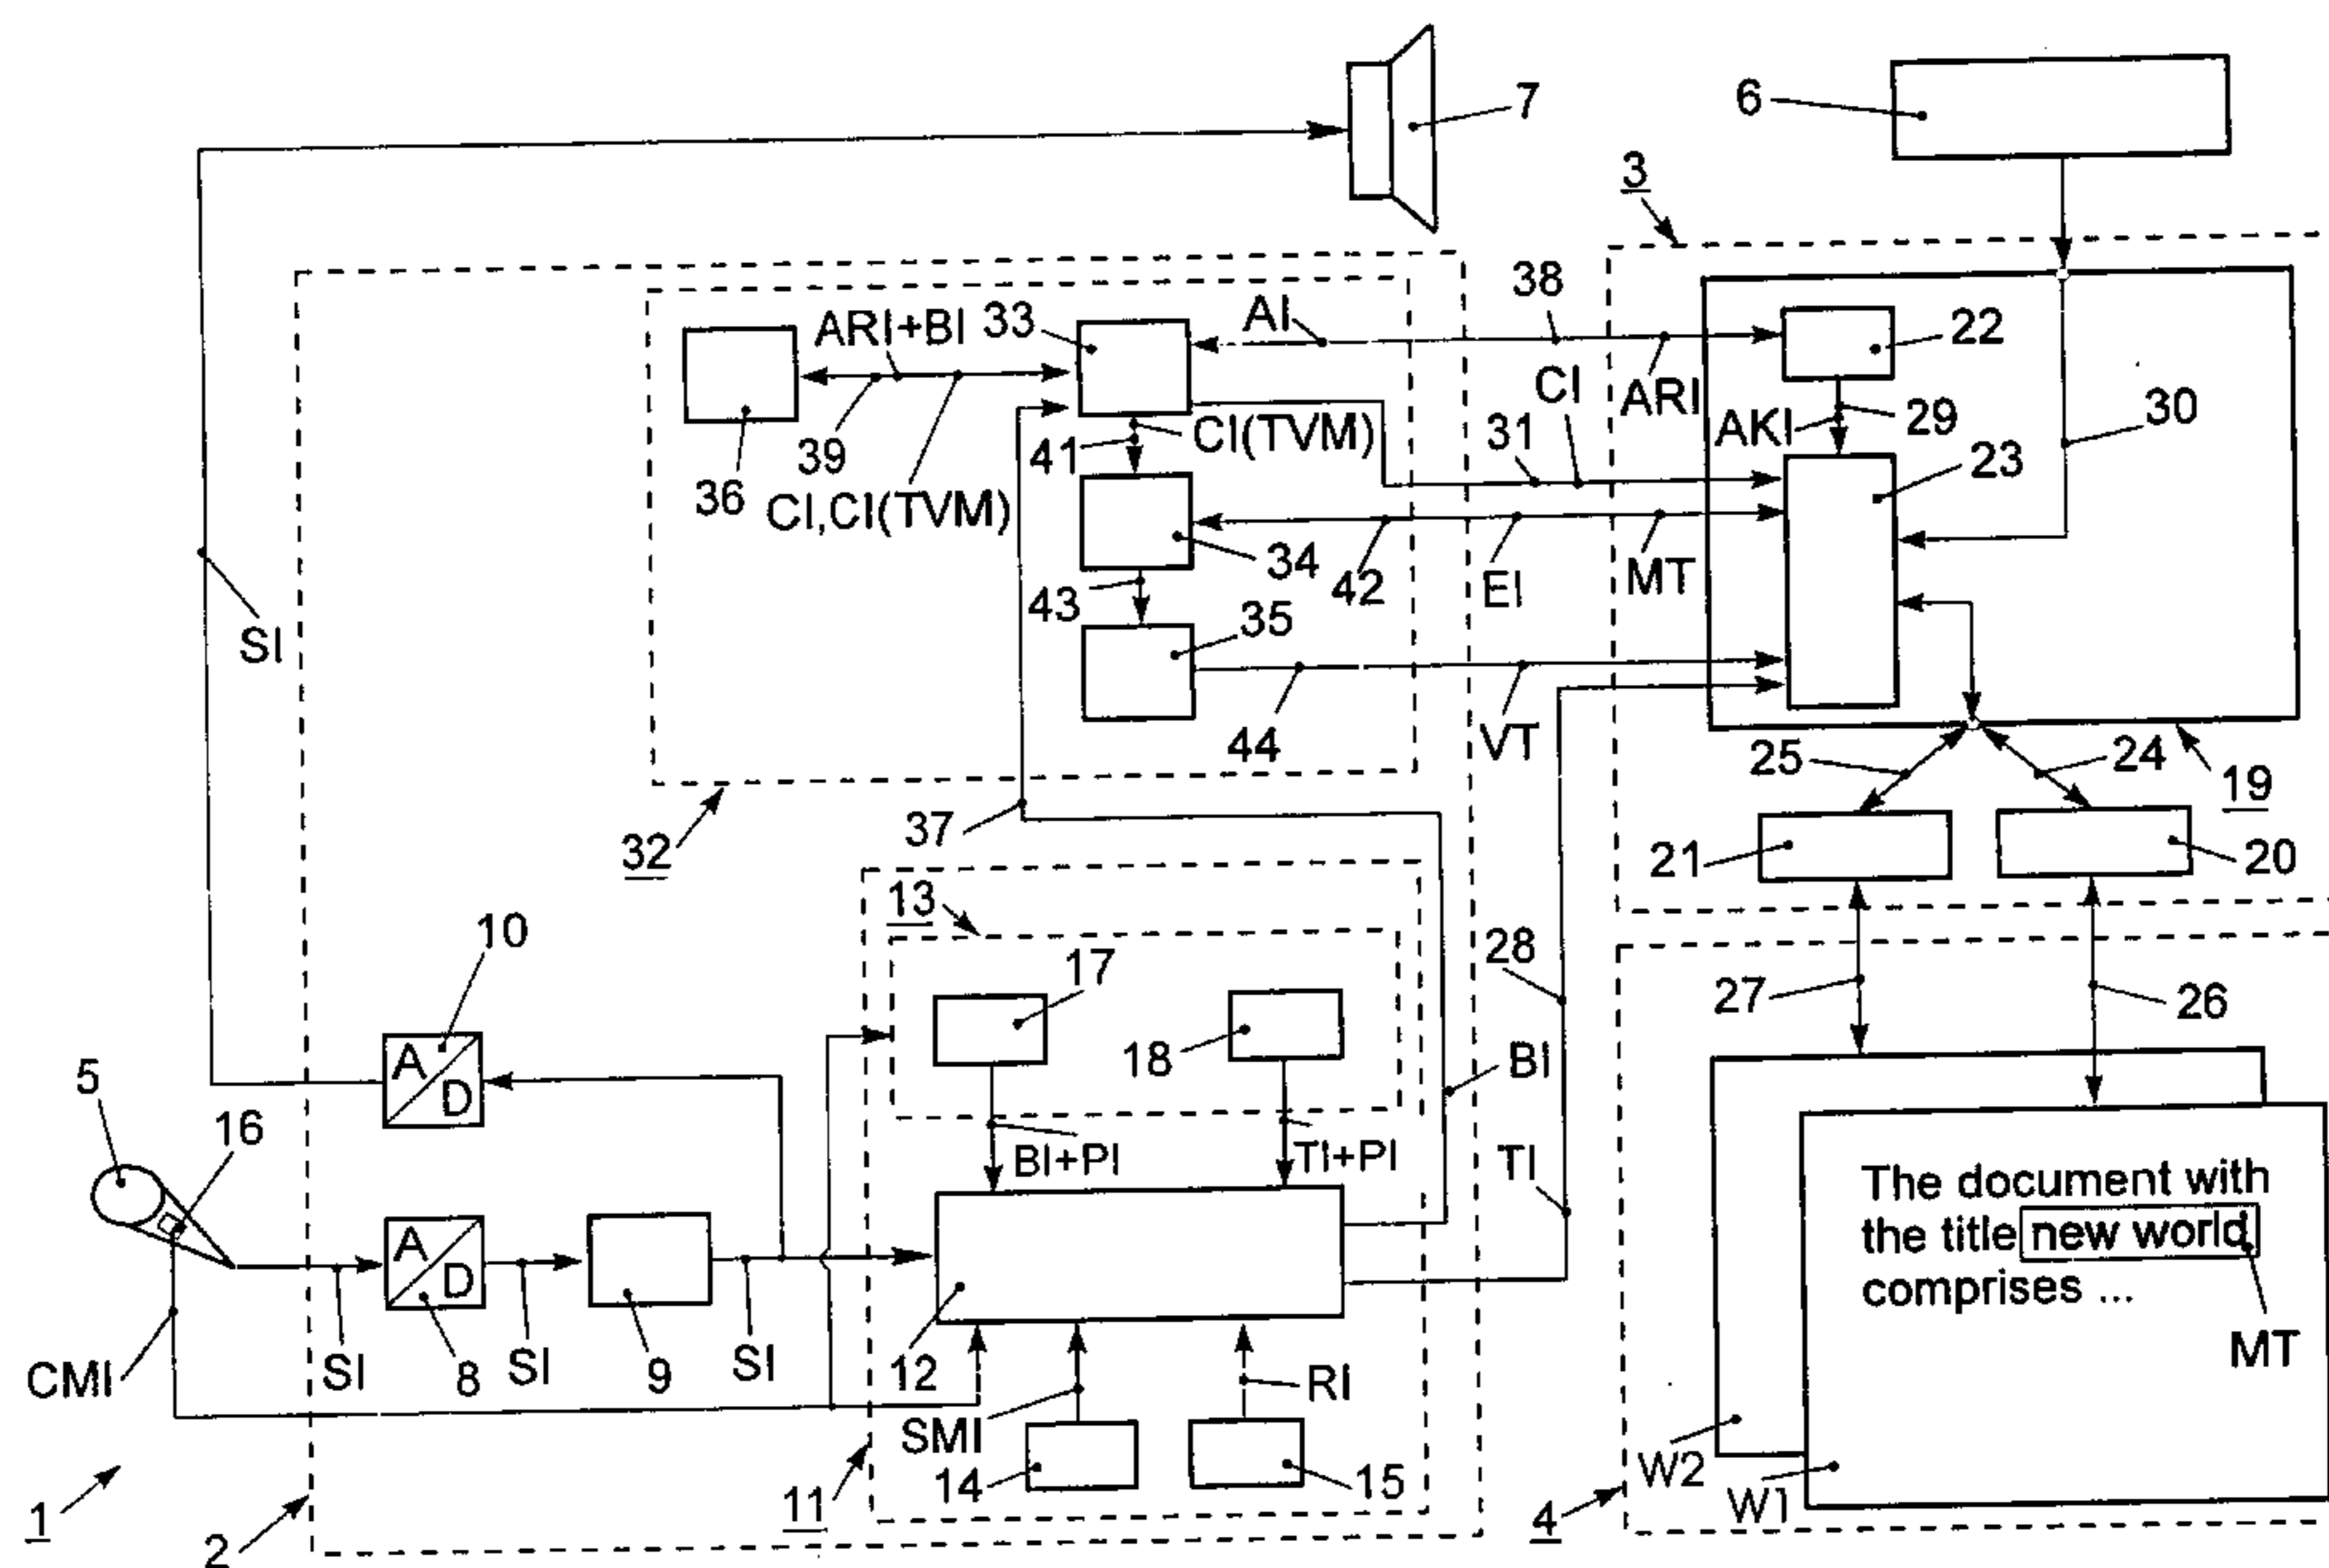 7
6
3
38
ARI+BI 33
AI
22
CI
ARI
CI(TVM)
31
AKI
29
30
41
39
36
CI,CI(TVM)
23
34
42
EI
MT
43
35
SI
44
VT
25
24
19
37
32
21
20
13
10
17
28
27
26
18
5
16
BI
BI+PI
TI+PI
TI
A
D
The document with
the title new world
comprises ...
A
D
MT
CMI
SI
8
SI
9
SI
12
RI
SMI
14
15
W2
W1
1
2
11
4